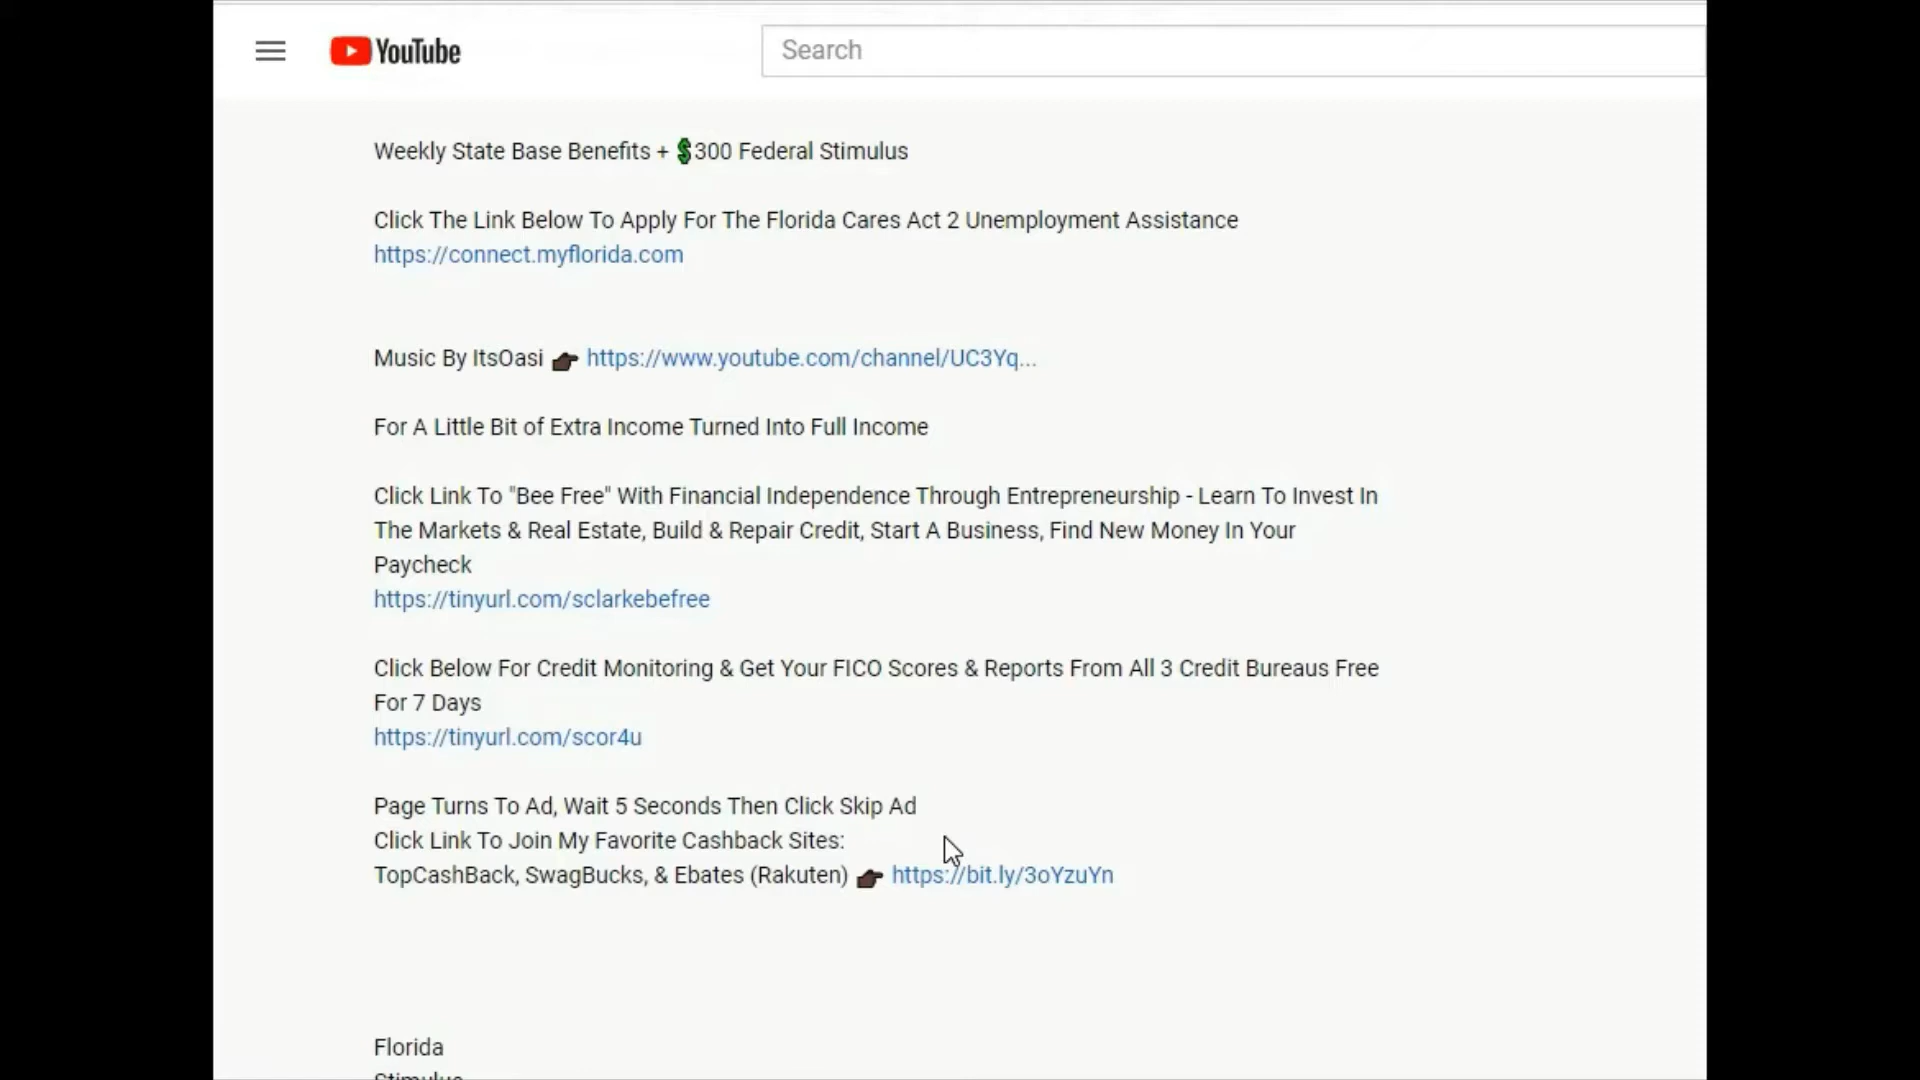 YouTube
Search
Weekly State Base Benefits + 💲300 Federal Stimulus
Click The Link Below To Apply For The Florida Cares Act 2 Unemployment Assistance
https://connect.myflorida.com
Music By ItsOasi 👉🏿 https://www.youtube.com/channel/UC3Yq...
For A Little Bit of Extra Income Turned Into Full Income
Click Link To "Bee Free" With Financial Independence Through Entrepreneurship - Learn To Invest In
The Markets & Real Estate, Build & Repair Credit, Start A Business, Find New Money In Your
Paycheck
https://tinyurl.com/sclarkebefree
Click Below For Credit Monitoring & Get Your FICO Scores & Reports From All 3 Credit Bureaus Free
For 7 Days
https://tinyurl.com/scor4u
Page Turns To Ad, Wait 5 Seconds Then Click Skip Ad
Click Link To Join My Favorite Cashback Sites:
TopCashBack, SwagBucks, & Ebates (Rakuten) 👉🏿 https://bit.ly/3oYzuYn
Florida
Stimulus